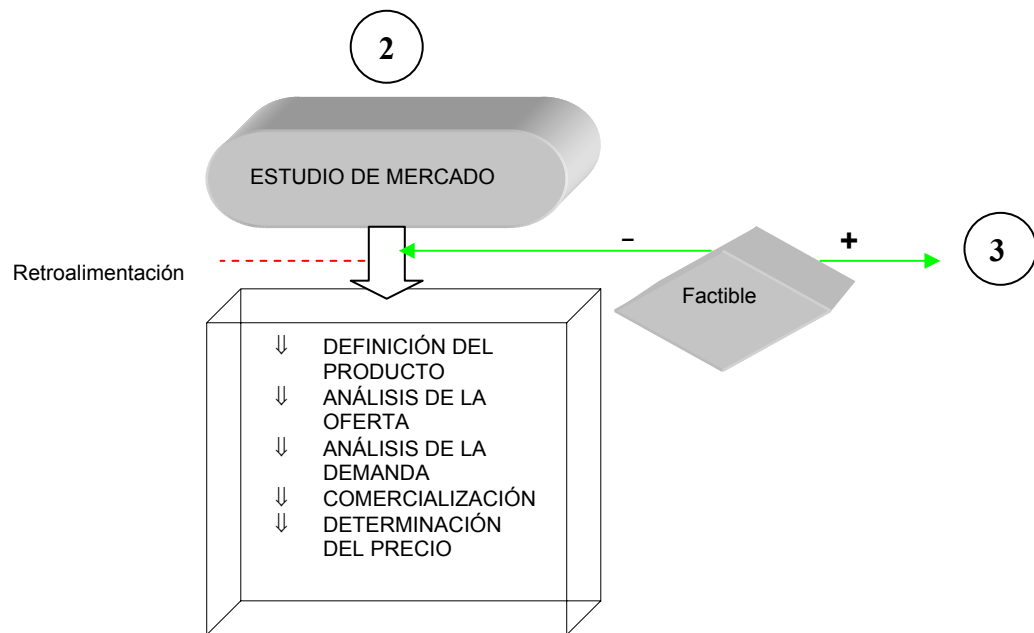 2
ESTUDIO DE MERCADO
Retroalimentación
–
+
3
Factible
⇓ DEFINICIÓN DEL
PRODUCTO
⇓ ANÁLISIS DE LA
OFERTA
⇓ ANÁLISIS DE LA
DEMANDA
⇓ COMERCIALIZACIÓN
⇓ DETERMINACIÓN
DEL PRECIO